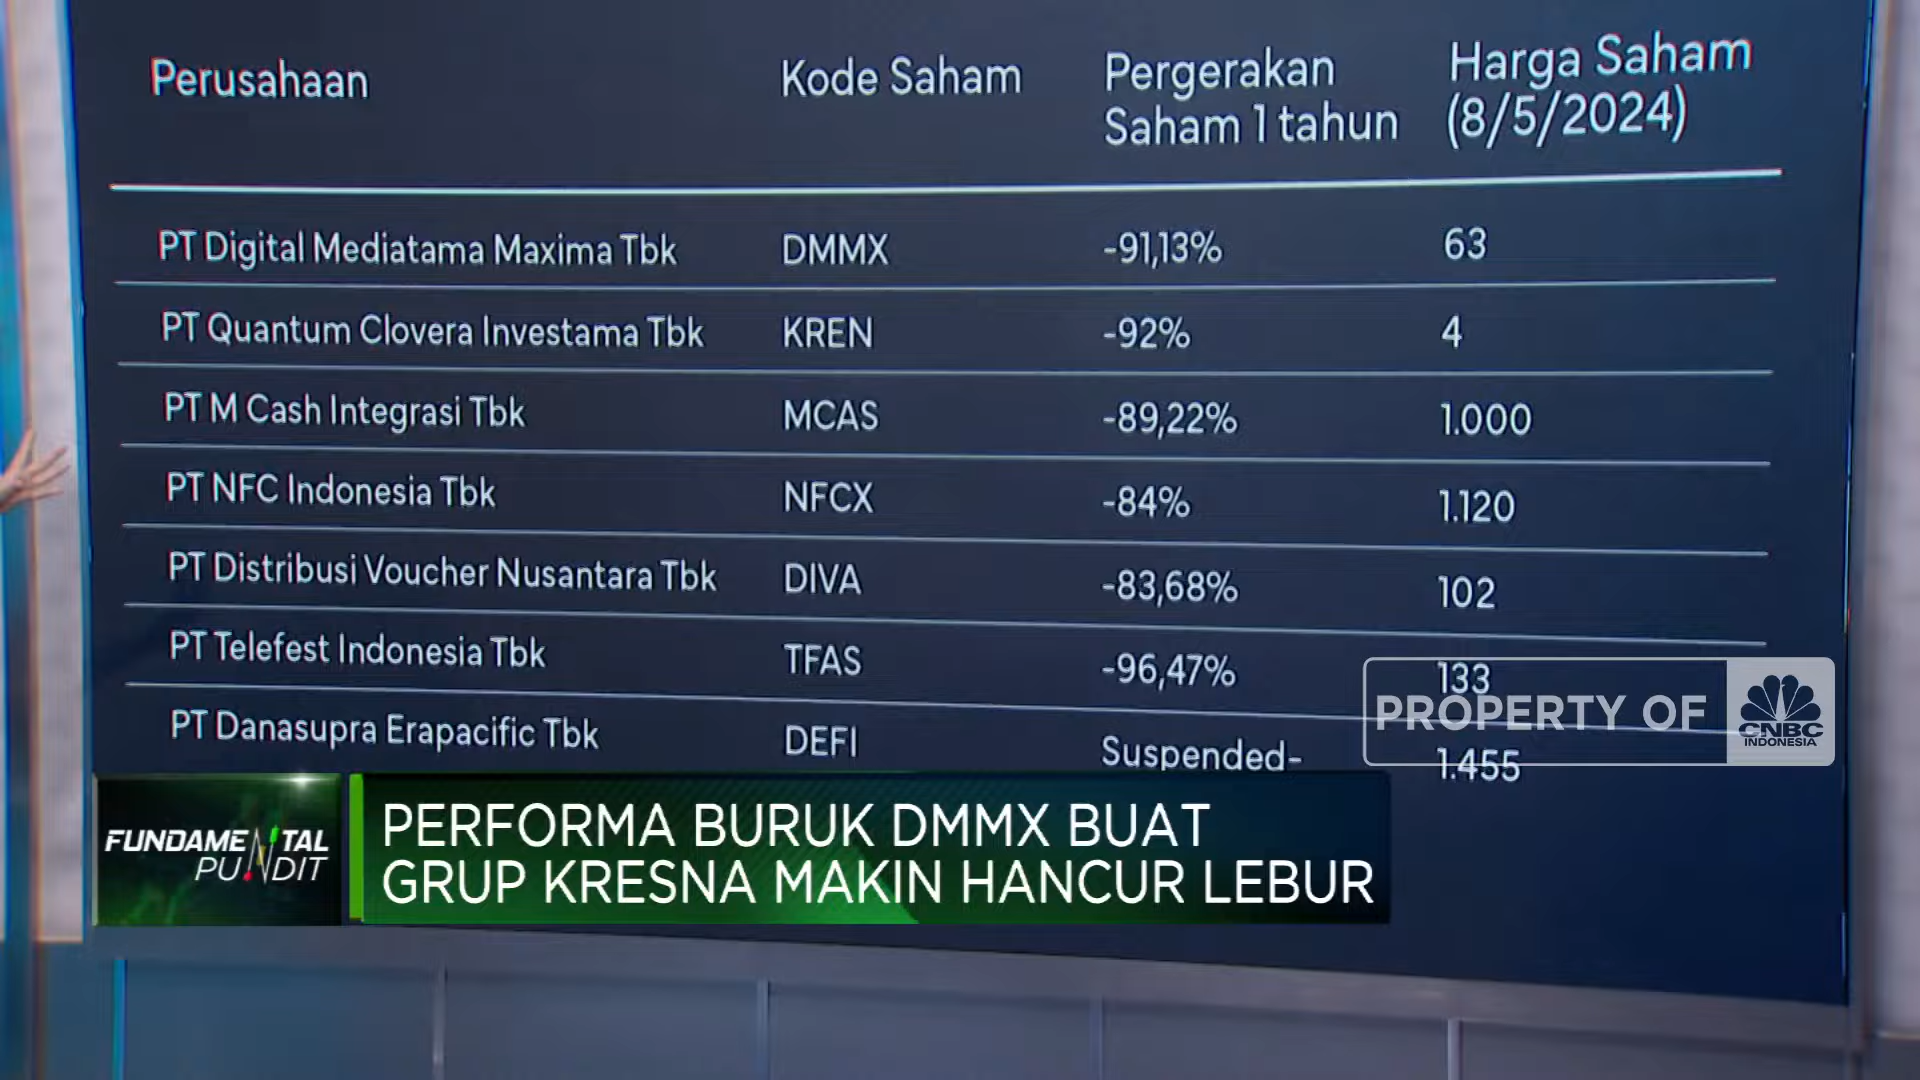 Perusahaan Kode Saham Pergerakan Saham 1 tahun Harga Saham (8/5/2024)
PT Digital Mediatama Maxima Tbk DMMX -91,13% 63
PT Quantum Clovera Investama Tbk KREN -92% 4
PT M Cash Integrasi Tbk MCAS -89,22% 1.000
PT NFC Indonesia Tbk NFCX -84% 1.120
PT Distribusi Voucher Nusantara Tbk DIVA -83,68% 102
PT Telefest Indonesia Tbk TFAS -96,47% 133
PT Danasupra Erapacific Tbk DEFI Suspended- 1.455
PROPERTY OF
CNBC
INDONESIA
FUNDAMENTAL
PUNDIT
PERFORMA BURUK DMMX BUAT
GRUP KRESNA MAKIN HANCUR LEBUR